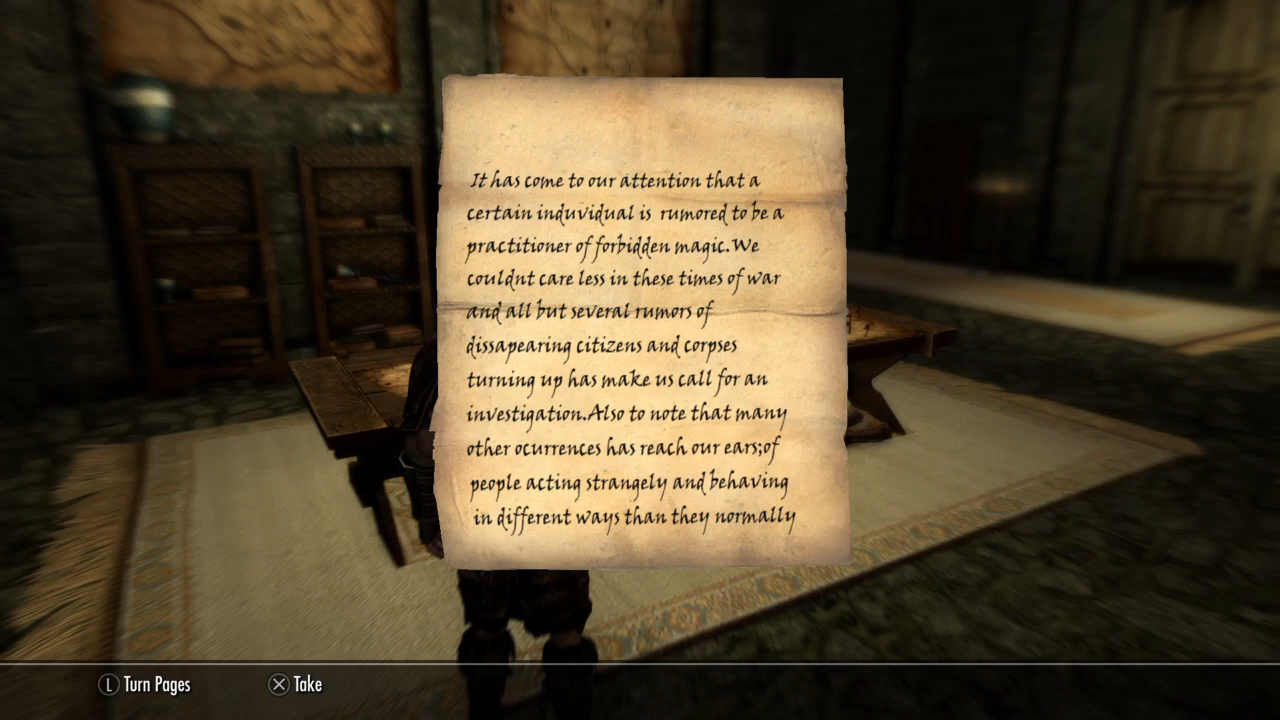 It has come to our attention that a
certain induvidual is rumored to be a
practitioner of forbidden magic.We
couldnt care less in these times of war
and all but several rumors of
dissapearing citizens and corpses
turning up has make us call for an
investigation.Also to note that many
other ocurrences has reach our ears;of
people acting strangely and behaving
in different ways than they normally
L Turn Pages X Take